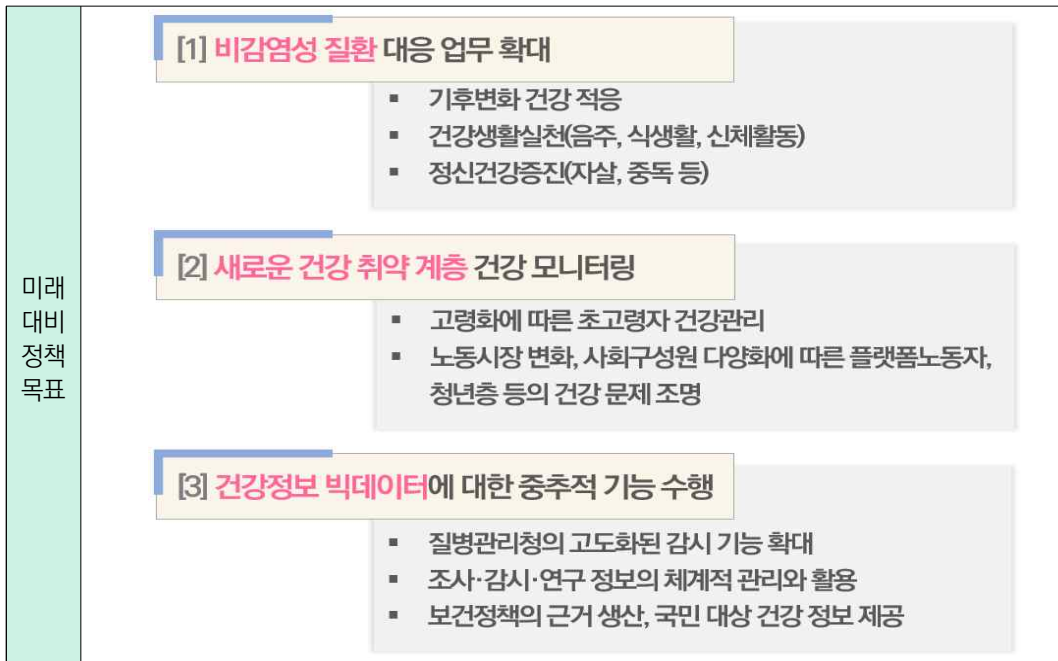 미래
대비
정책
목표
[1] 비감염성 질환 대응 업무 확대
▪ 기후변화 건강 적응
▪ 건강생활실천(음주, 식생활, 신체활동)
▪ 정신건강증진(자살, 중독 등)
[2] 새로운 건강 취약 계층 건강 모니터링
▪ 고령화에 따른 초고령자 건강관리
▪ 노동시장 변화, 사회구성원 다양화에 따른 플랫폼노동자,
청년층 등의 건강 문제 조명
[3] 건강정보 빅데이터에 대한 중추적 기능 수행
▪ 질병관리청의 고도화된 감시 기능 확대
▪ 조사·감시·연구 정보의 체계적 관리와 활용
▪ 보건정책의 근거 생산, 국민 대상 건강 정보 제공